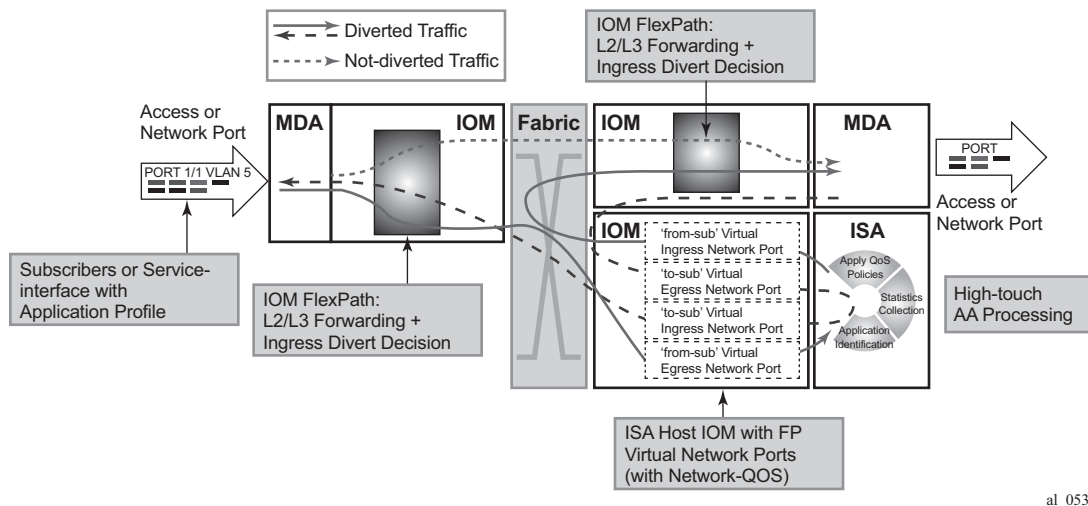 Diverted Traffic
Not-diverted Traffic
IOM FlexPath:
L2/L3 Forwarding +
Ingress Divert Decision
Access or
Network Port
MDA
IOM
Fabric
IOM
MDA
PORT 1/1 VLAN 5
PORT
Access or
Network Port
Subscribers or Service-
interface with
Application Profile
IOM FlexPath:
L2/L3 Forwarding +
Ingress Divert Decision
IOM
'from-sub' Virtual
Ingress Network Port
'to-sub' Virtual
Egress Network Port
'to-sub' Virtual
Ingress Network Port
'from-sub' Virtual
Egress Network Port
ISA
Apply QoS
Policies
Statistics
Collection
Application
Identification
High-touch
AA Processing
ISA Host IOM with FP
Virtual Network Ports
(with Network-QOS)
al_053